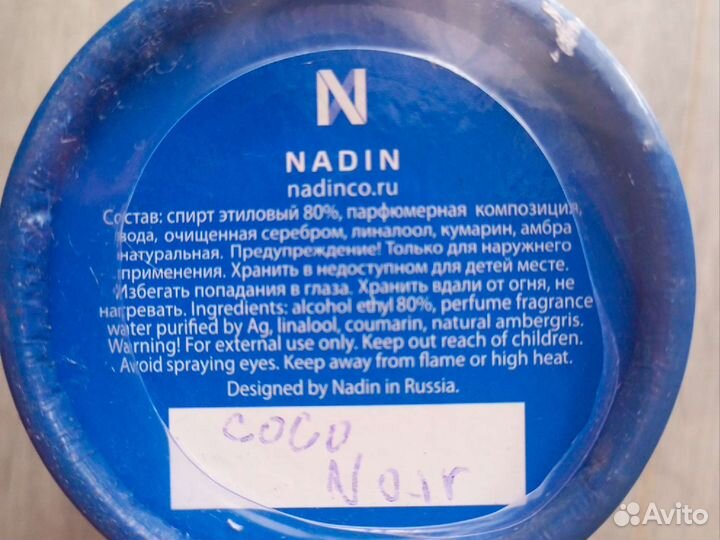 N
NADIN
nadinco.ru
Состав: спирт этиловый 80%, парфюмерная композиция,
вода, очищенная серебром, линалоол, кумарин, амбра
натуральная. Предупреждение! Только для наружнего
применения. Хранить в недоступном для детей месте.
Избегать попадания в глаза. Хранить вдали от огня, не
нагревать. Ingredients: alcohol ethyl 80%, perfume fragrance
water purified by Ag, linalool, coumarin, natural ambergris.
Warning! For external use only. Keep out reach of children.
Avoid spraying eyes. Keep away from flame or high heat.
Designed by Nadin in Russia.
COCO
Noir
Avito